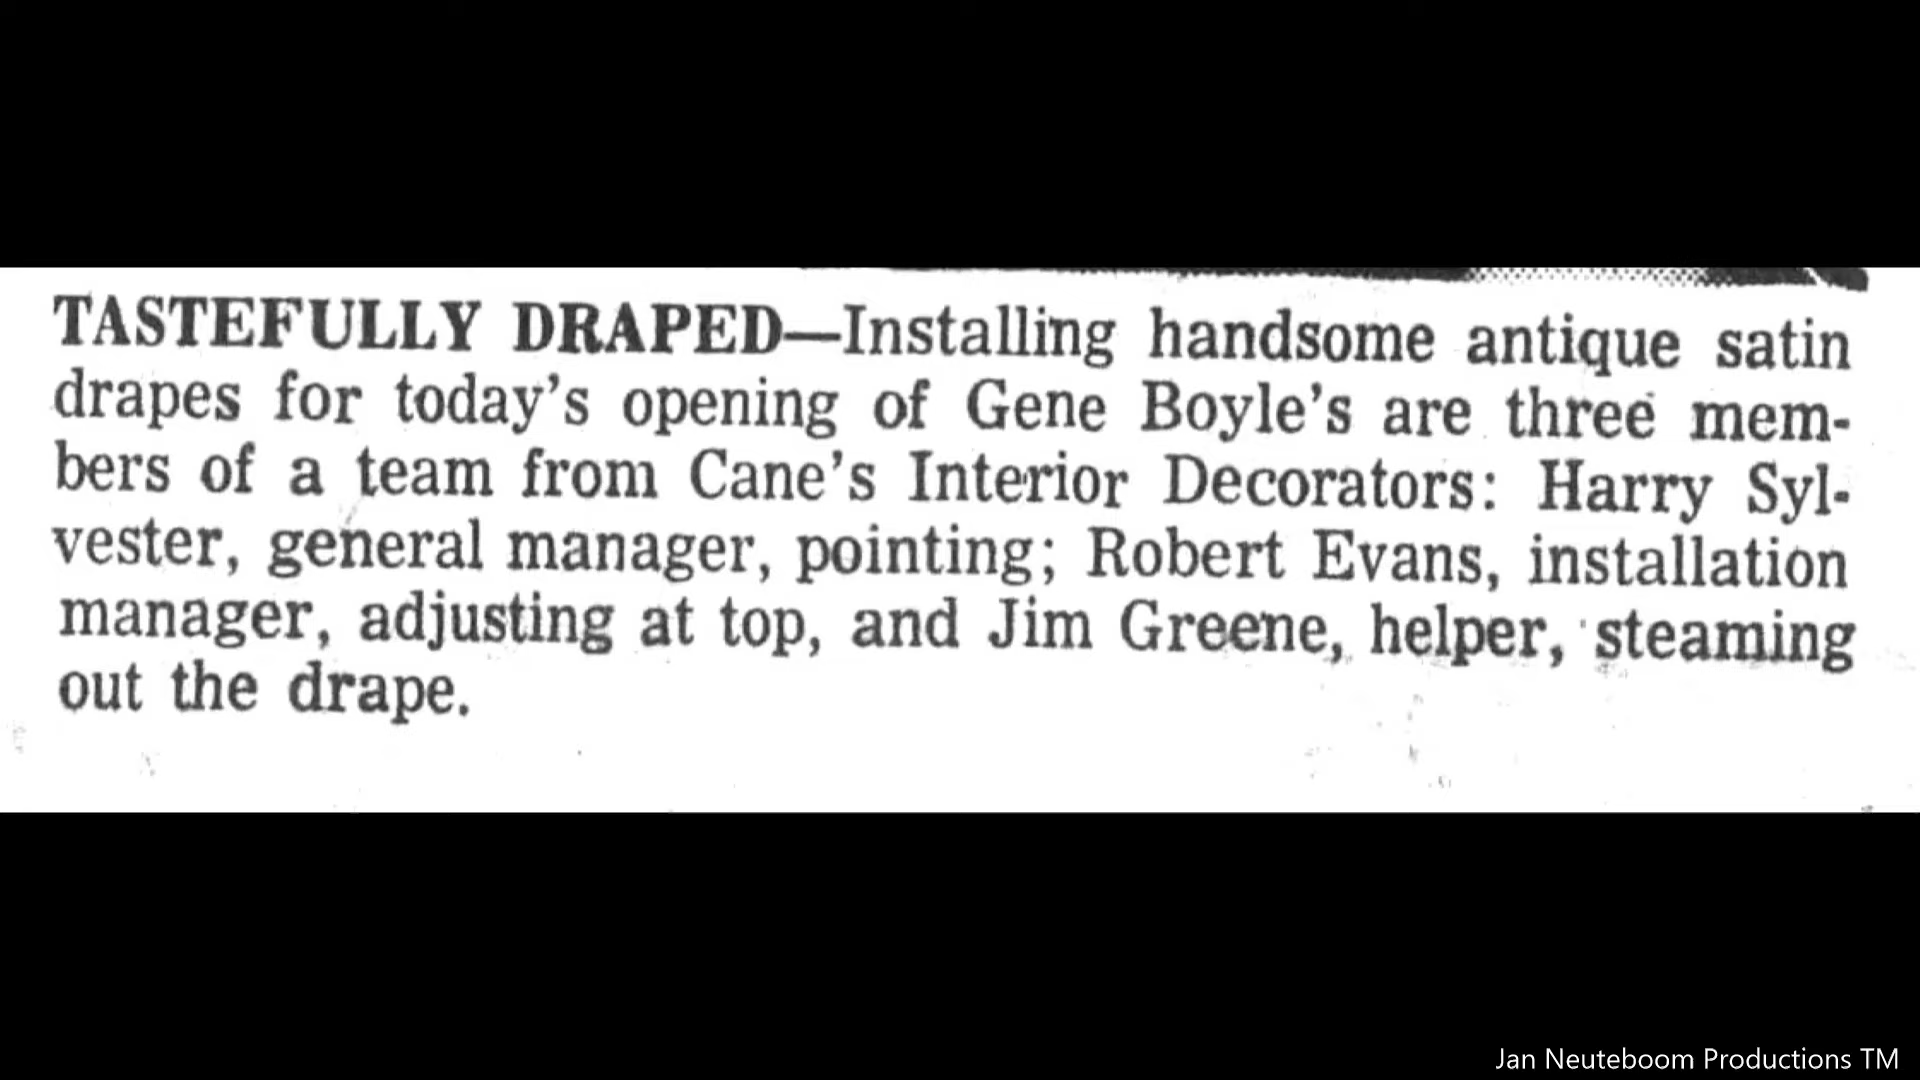 TASTEFULLY DRAPED—Installing handsome antique satin
drapes for today's opening of Gene Boyle's are three mem-
bers of a team from Cane's Interior Decorators: Harry Syl-
vester, general manager, pointing; Robert Evans, installation
manager, adjusting at top, and Jim Greene, helper, steaming
out the drape.
Jan Neuteboom Productions TM